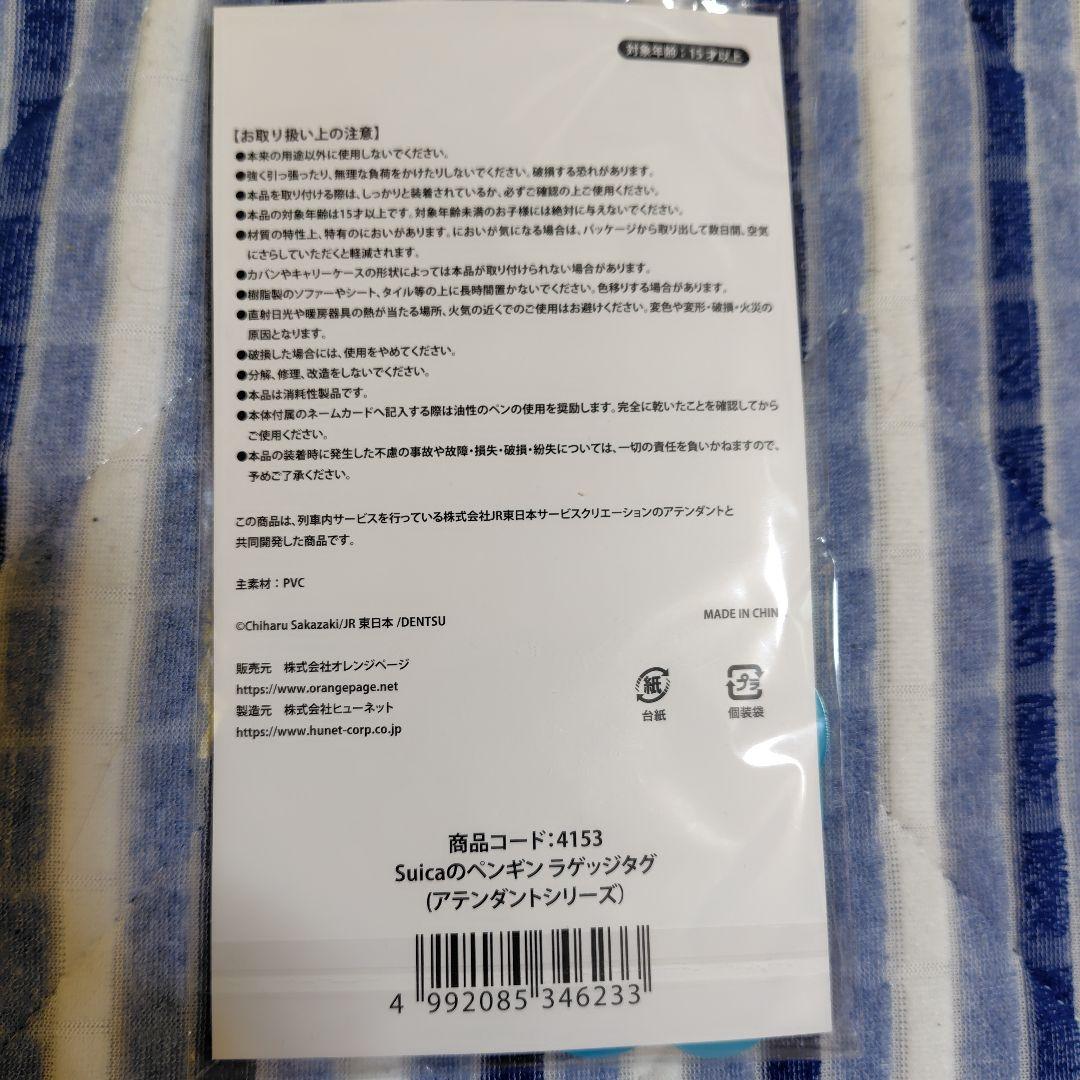 対象年齢：15才以上
【お取り扱い上の注意】
●本来の用途以外に使用しないでください。
●強く引っ張ったり、無理な負荷をかけたりしないでください。破損する恐れがあります。
●本品を取り付ける際は、しっかりと装着されているか、必ずご確認の上ご使用ください。
●本品の対象年齢は15才以上です。対象年齢未満のお子様には絶対に与えないでください。
●材質の特性上、特有のにおいがあります。においが気になる場合は、パッケージから取り出して数日間、空気
にさらしていただくと軽減されます。
●カバンやキャリーケースの形状によっては本品が取り付けられない場合があります。
●樹脂製のソファーやシート、タイル等の上に長時間置かないでください。色移りする場合があります。
●直射日光や暖房器具の熱が当たる場所、火気の近くでのご使用はお避けください。変色や変形・破損・火災の
原因となります。
●破損した場合には、使用をやめてください。
●分解、修理、改造をしないでください。
●本品は消耗性製品です。
●本体付属のネームカードへ記入する際は油性のペンの使用を奨励します。完全に乾いたことを確認してから
ご使用ください。
●本品の装着時に発生した不慮の事故や故障・損失・破損・紛失については、一切の責任を負いかねますので、
予めご了承ください。
この商品は、列車内サービスを行っている株式会社JR東日本サービスクリエーションのアテンダントと
共同開発した商品です。
主素材：PVC
MADE IN CHIN
©Chiharu Sakazaki/JR 東日本 /DENTSU
販売元 株式会社オレンジページ
https://www.orangepage.net
製造元 株式会社ヒューネット
https://www.hunet-corp.co.jp
紙
台紙
プラ
個装袋
商品コード：4153
Suicaのペンギン ラゲッジタグ
(アテンダントシリーズ)
4 992085 346233